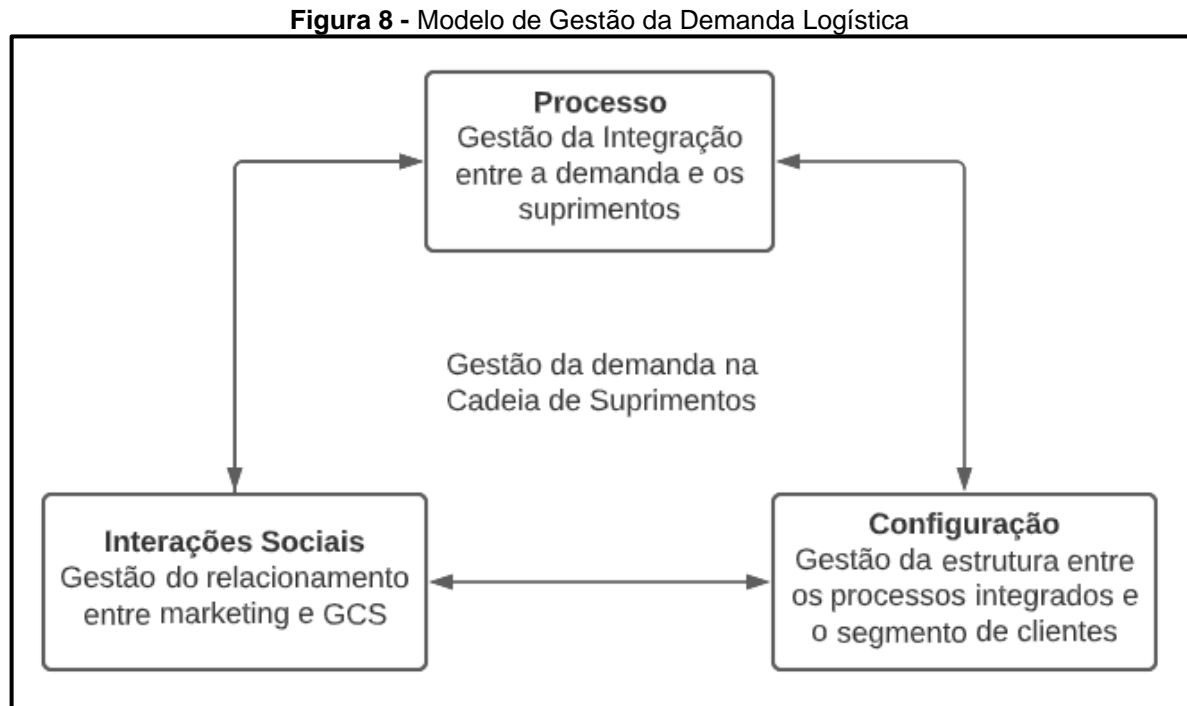 Figura 8 - Modelo de Gestão da Demanda Logística
Processo
Gestão da Integração
entre a demanda e os
suprimentos
Gestão da demanda na
Cadeia de Suprimentos
Interações Sociais
Gestão do relacionamento
entre marketing e GCS
Configuração
Gestão da estrutura entre
os processos integrados e
o segmento de clientes